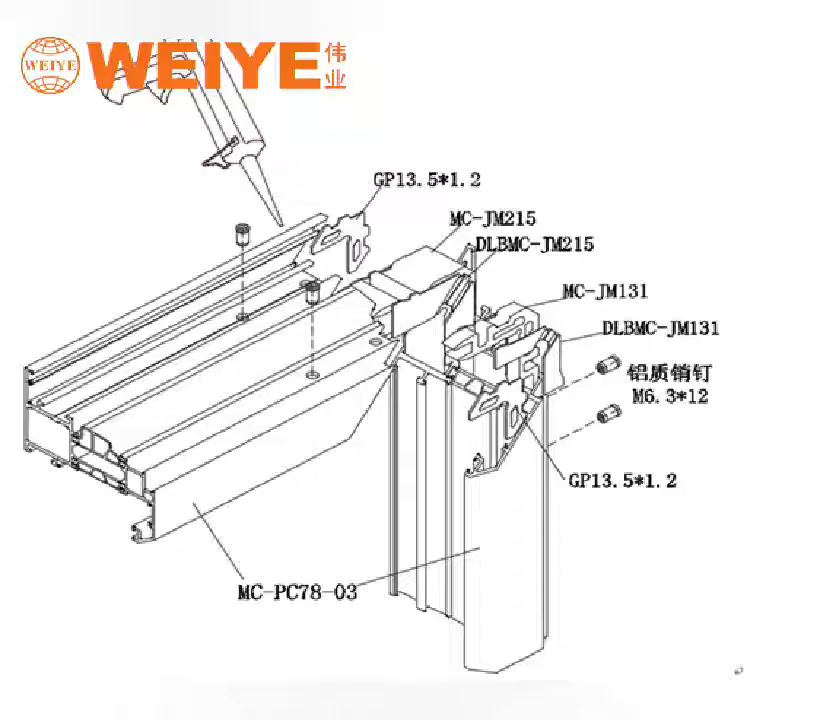 WEIYE
WEIYE 伟业
GP13.5*1.2
MC-JM215
DLBMC-JM215
MC-JM131
DLBMC-JM131
铝质销钉
M6.3*12
GP13.5*1.2
MC-PC78-03